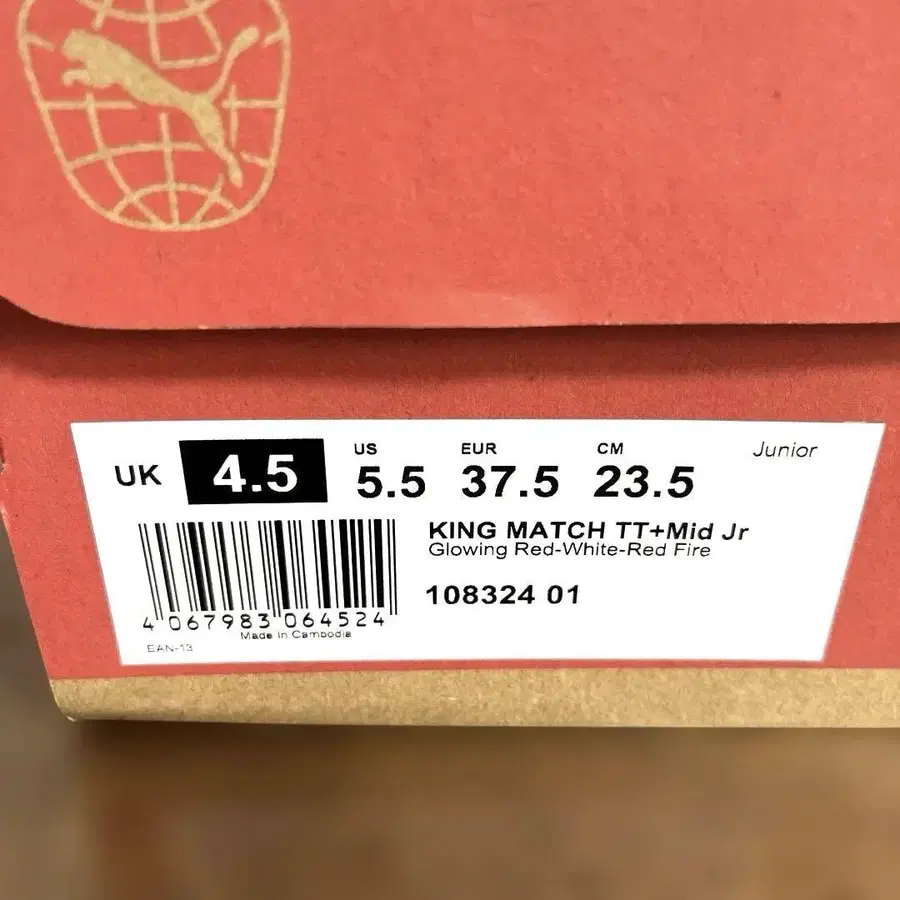 Junior
UK 4.5 US 5.5 EUR 37.5 CM 23.5
KING MATCH TT+Mid Jr
Glowing Red-White-Red Fire
108324 01
4 067983 064524
Made in Cambodia
EAN-13